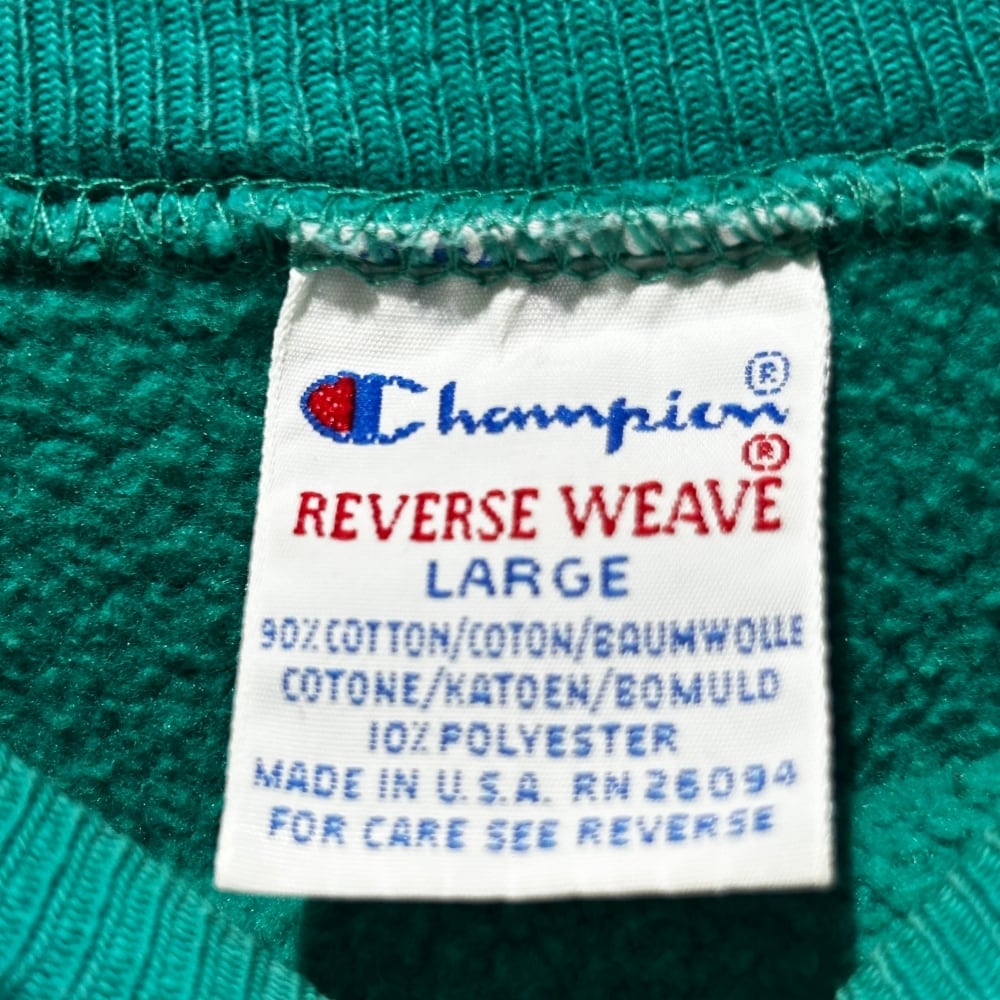 Champion®
REVERSE WEAVE®
LARGE
90% COTTON/COTON/BAUMWOLLE
COTONE/KATOEN/BOMULD
10% POLYESTER
MADE IN U.S.A. RN 26094
FOR CARE SEE REVERSE